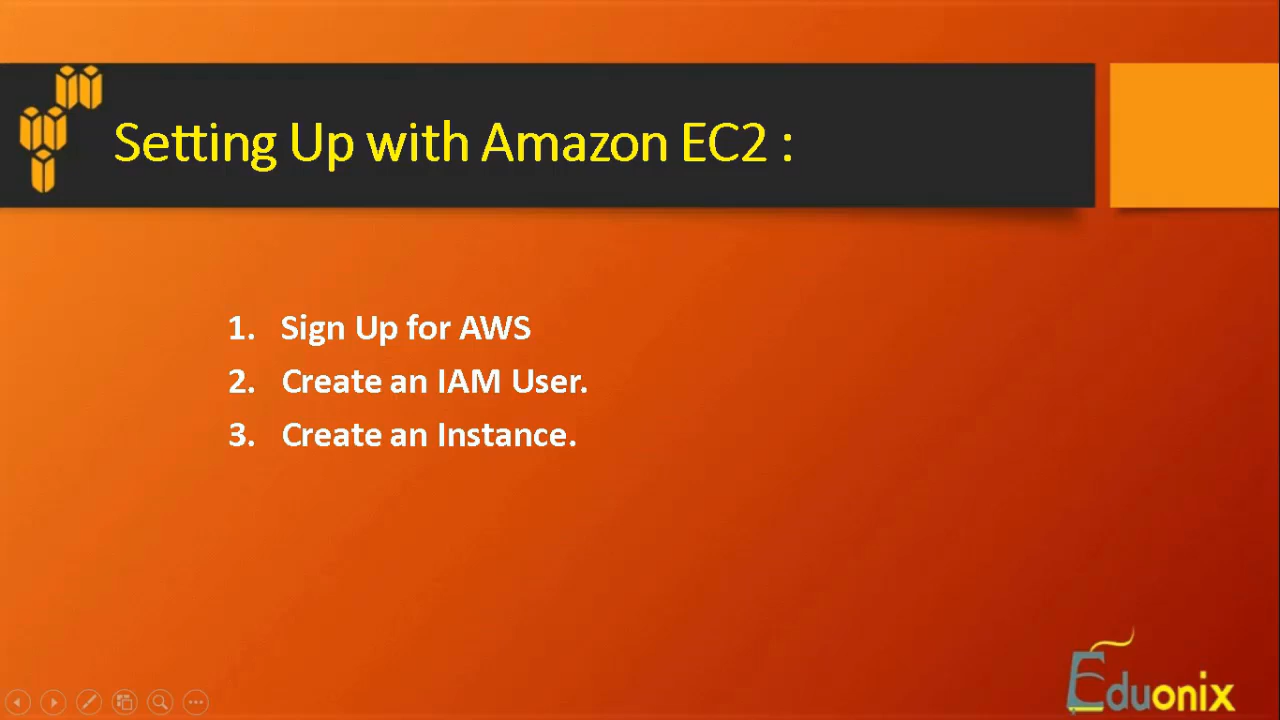 Setting Up with Amazon EC2 :
1. Sign Up for AWS
2. Create an IAM User.
3. Create an Instance.
Eduonix